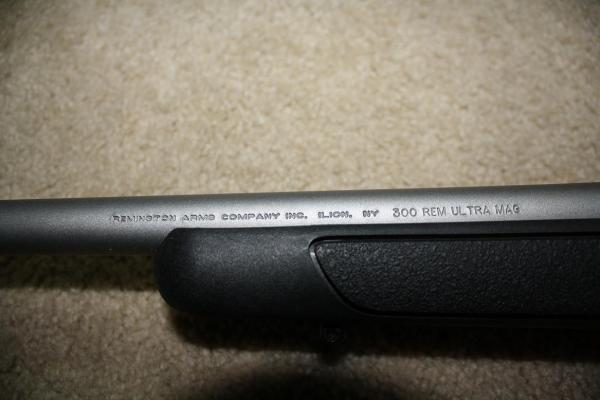 REMINGTON ARMS COMPANY INC. ILION, NY 300 REM ULTRA MAG